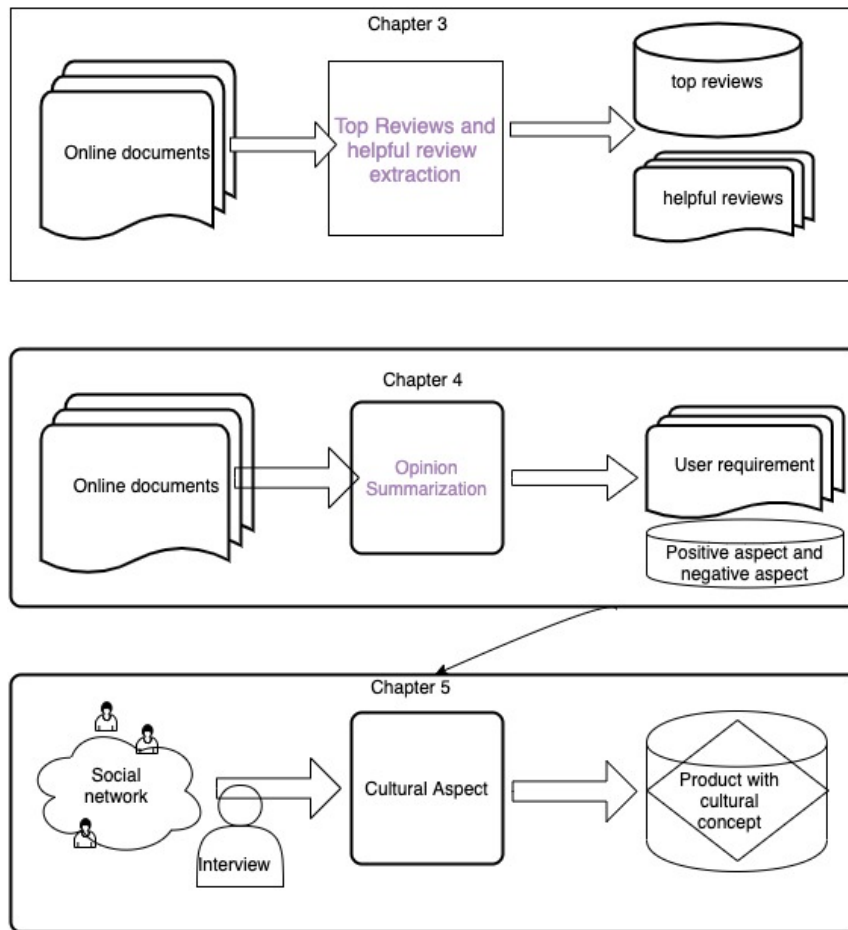 Chapter 3
Online documents
Top Reviews and
helpful review
extraction
top reviews
helpful reviews
Chapter 4
Online documents
Opinion
Summarization
User requirement
Positive aspect and
negative aspect
Chapter 5
Social
network
Interview
Cultural Aspect
Product with
cultural
concept